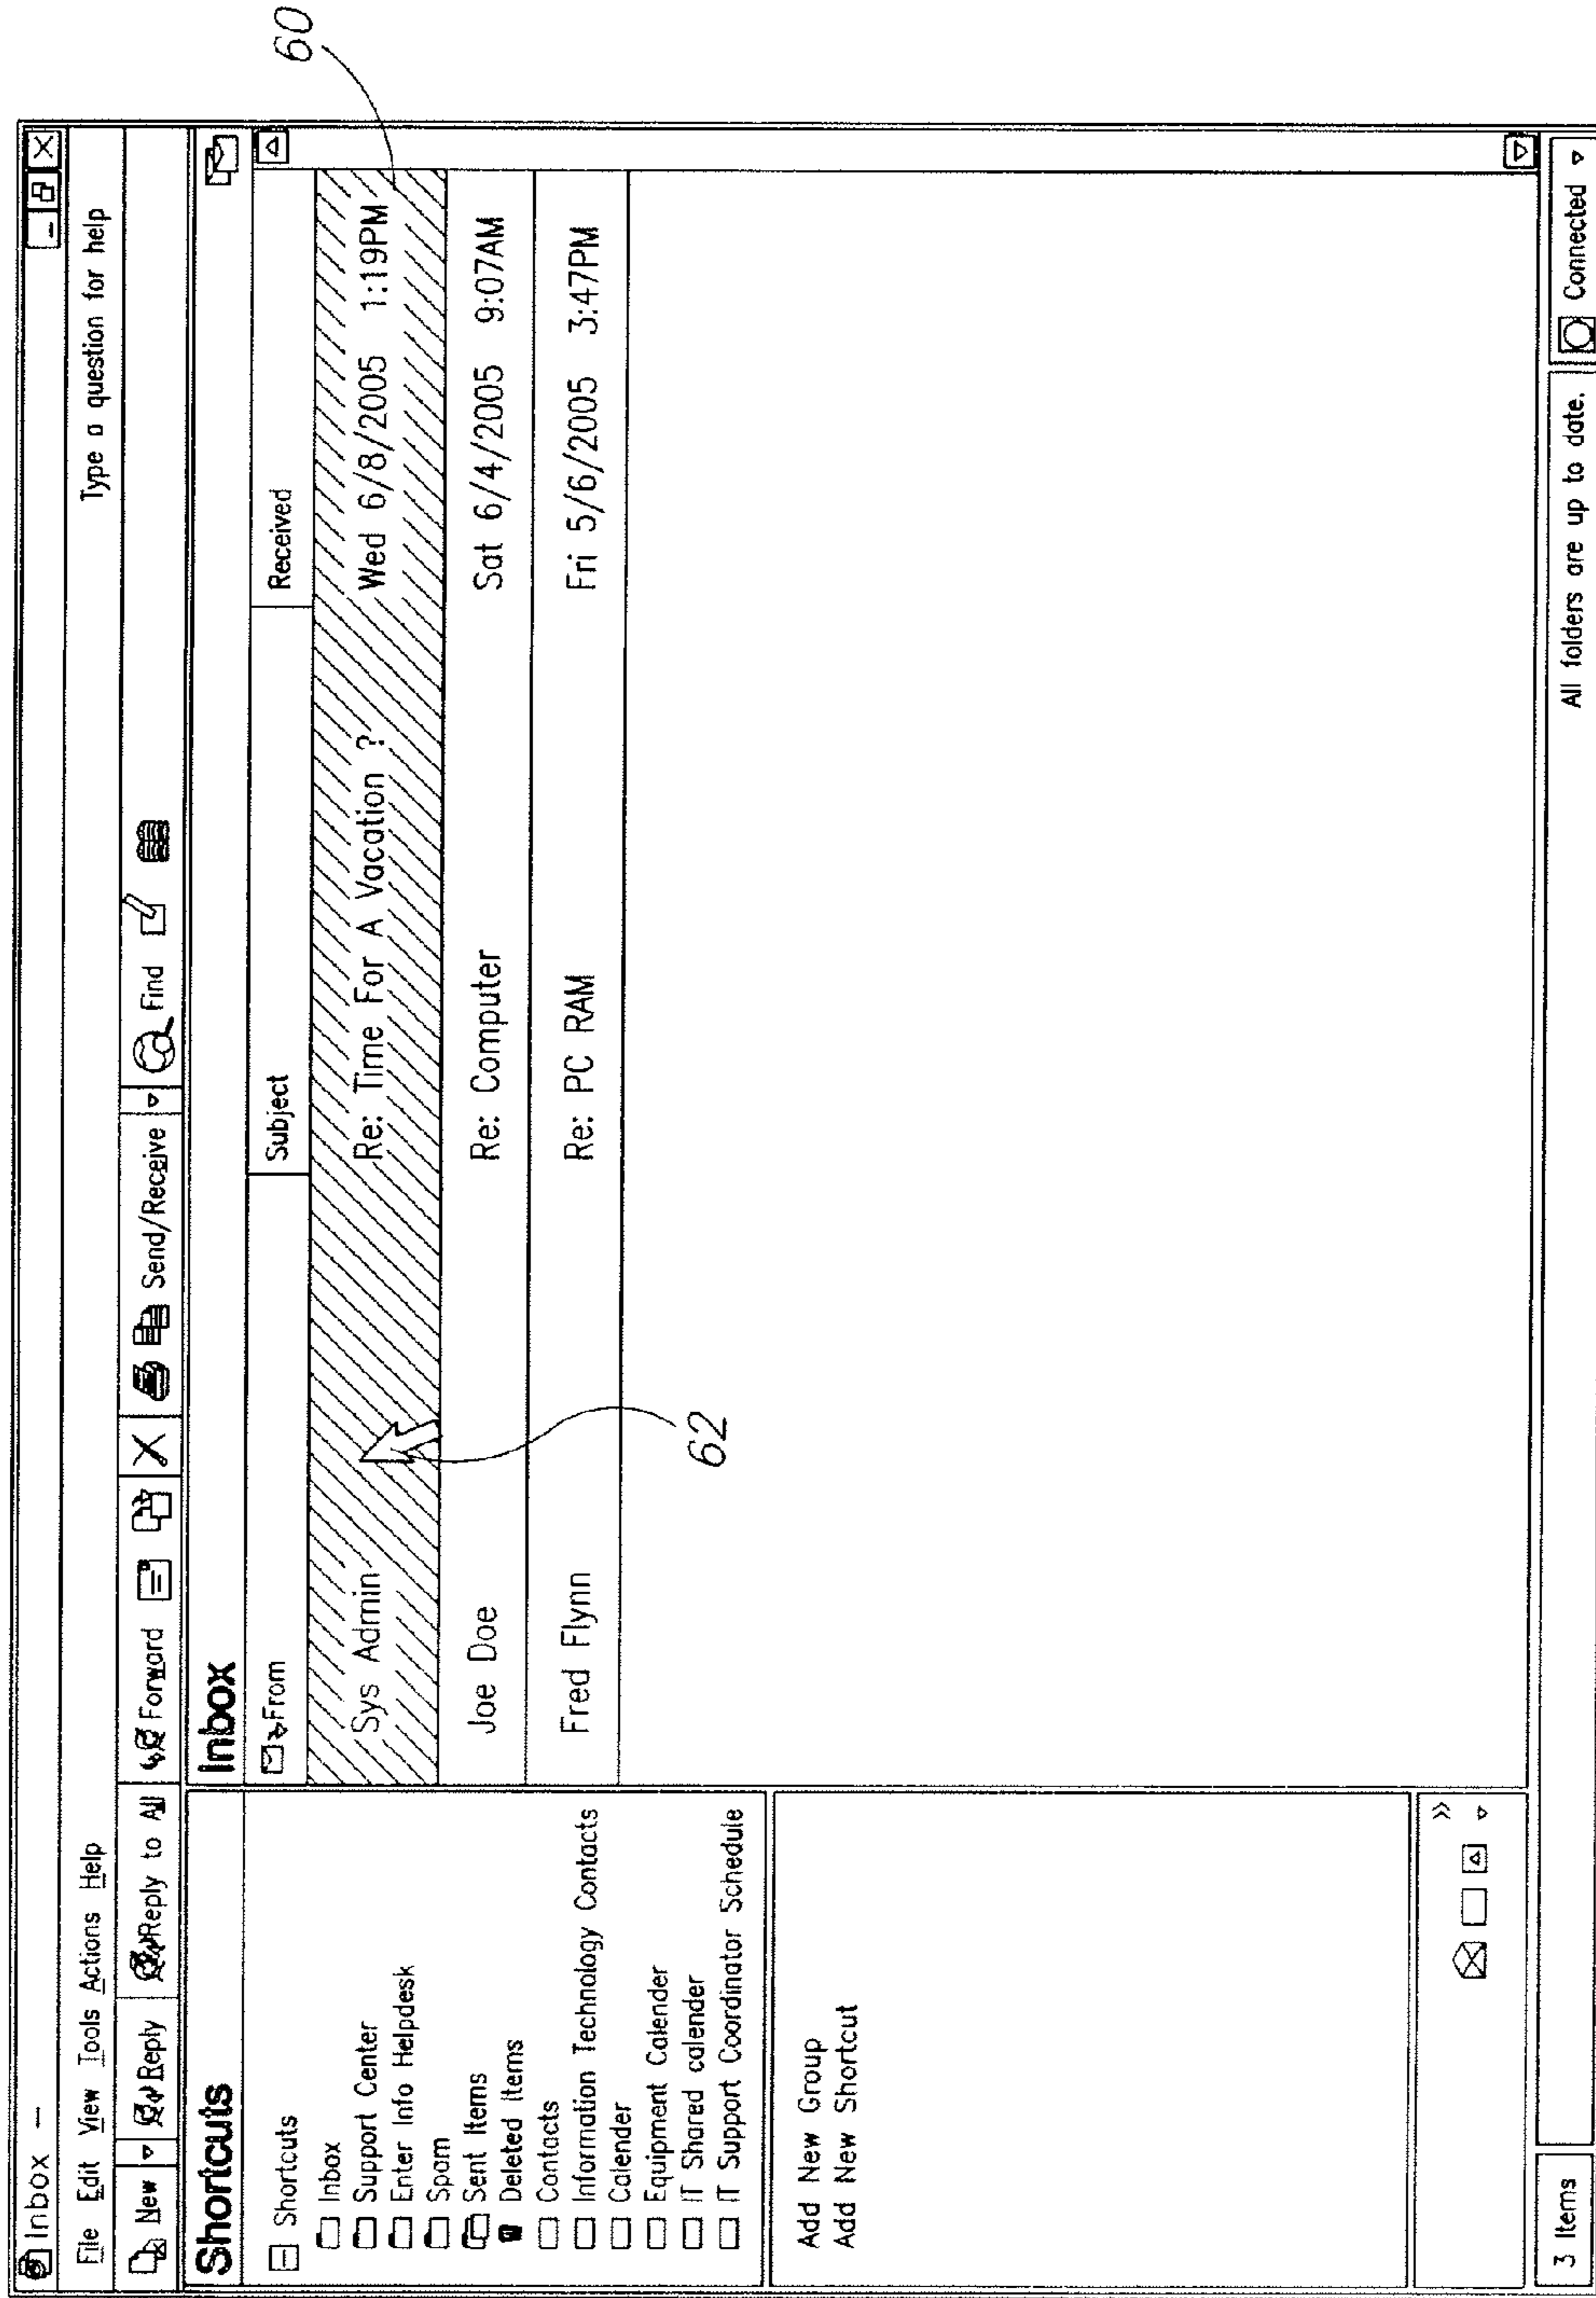 Inbox –
File Edit View Tools Actions Help Type a question for help
New Reply Reply to All Forward Send/Receive Find
Shortcuts
Shortcuts
Inbox
Support Center
Enter Info Helpdesk
Spam
Sent Items
Deleted Items
Contacts
Information Technology Contacts
Calender
Equipment Calender
IT Shared calender
IT Support Coordinator Schedule
Add New Group
Add New Shortcut
Inbox
From Subject Received
Sys Admin Re: Time For A Vacation ? Wed 6/8/2005 1:19PM
Joe Doe Re: Computer Sat 6/4/2005 9:07AM
Fred Flynn Re: PC RAM Fri 5/6/2005 3:47PM
60
62
3 Items All folders are up to date. Connected